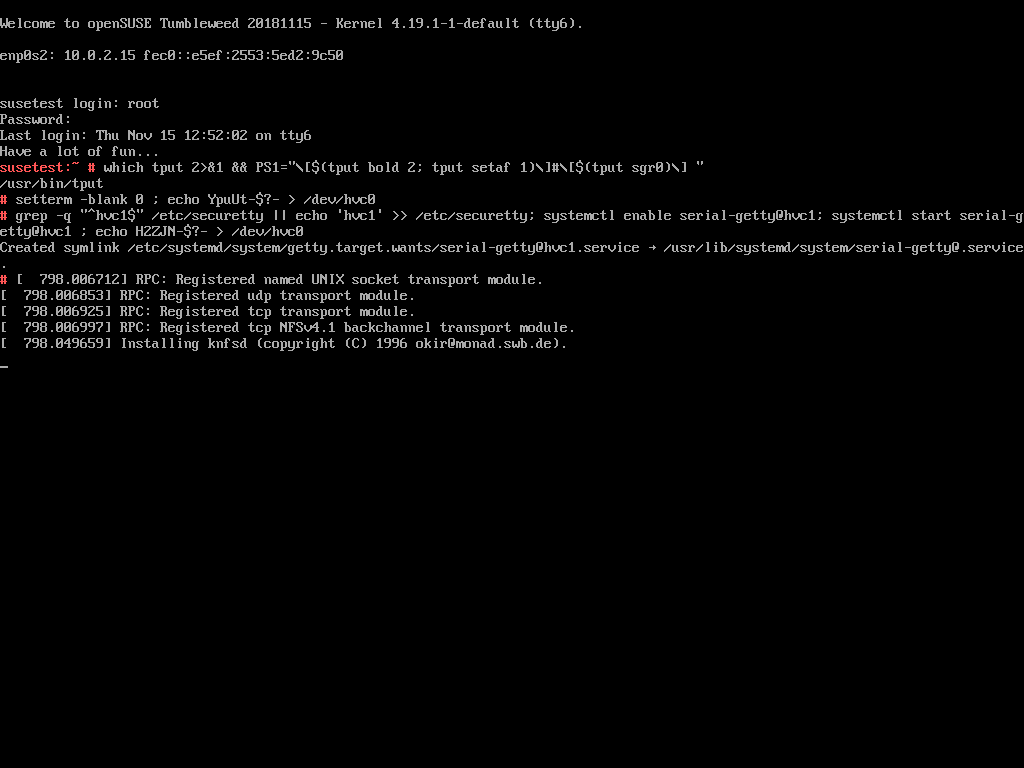 Welcome to openSUSE Tumbleweed 20181115 - Kernel 4.19.1-1-default (tty6).
enp0s2: 10.0.2.15 fec0::e5ef:2553:5ed2:9c50
susetest login: root
Password:
Last login: Thu Nov 15 12:52:02 on tty6
Have a lot of fun...
susetest:~ # which tput 2>&1 && PS1="\[$(tput bold 2; tput setaf 1)\]#\[$(tput sgr0)\] "
/usr/bin/tput
# setterm -blank 0 ; echo YpuUt-$?- > /dev/hvc0
# grep -q "^hvc1$" /etc/securetty || echo 'hvc1' >> /etc/securetty; systemctl enable serial-getty@hvc1; systemctl start serial-g
etty@hvc1 ; echo H2ZJN-$?- > /dev/hvc0
Created symlink /etc/systemd/system/getty.target.wants/serial-getty@hvc1.service → /usr/lib/systemd/system/serial-getty@.service
.
# [  798.006712] RPC: Registered named UNIX socket transport module.
[  798.006853] RPC: Registered udp transport module.
[  798.006925] RPC: Registered tcp transport module.
[  798.006997] RPC: Registered tcp NFSv4.1 backchannel transport module.
[  798.049659] Installing knfsd (copyright (C) 1996 okir@monad.swb.de).